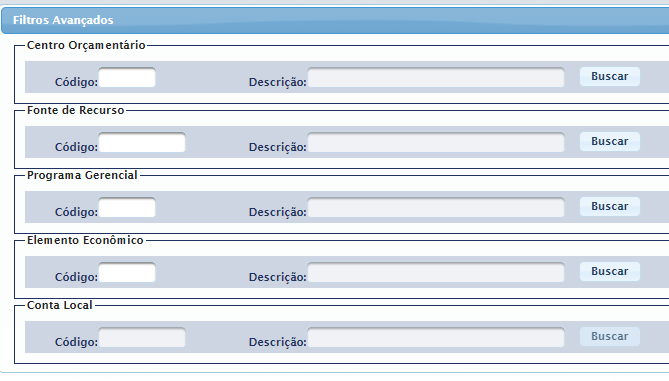 Filtros Avançados
Centro Orçamentário
Código: Descrição: Buscar
Fonte de Recurso
Código: Descrição: Buscar
Programa Gerencial
Código: Descrição: Buscar
Elemento Econômico
Código: Descrição: Buscar
Conta Local
Código: Descrição: Buscar